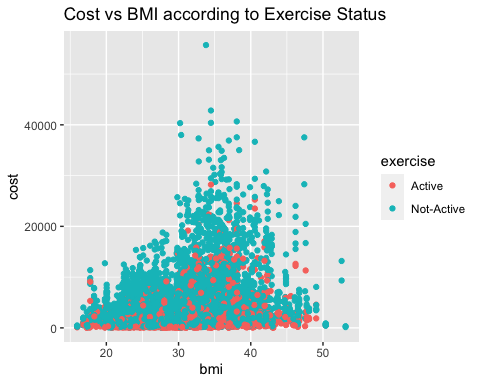 Cost vs BMI according to Exercise Status
40000
20000
0
cost
20
30
40
50
bmi
exercise
Active
Not-Active